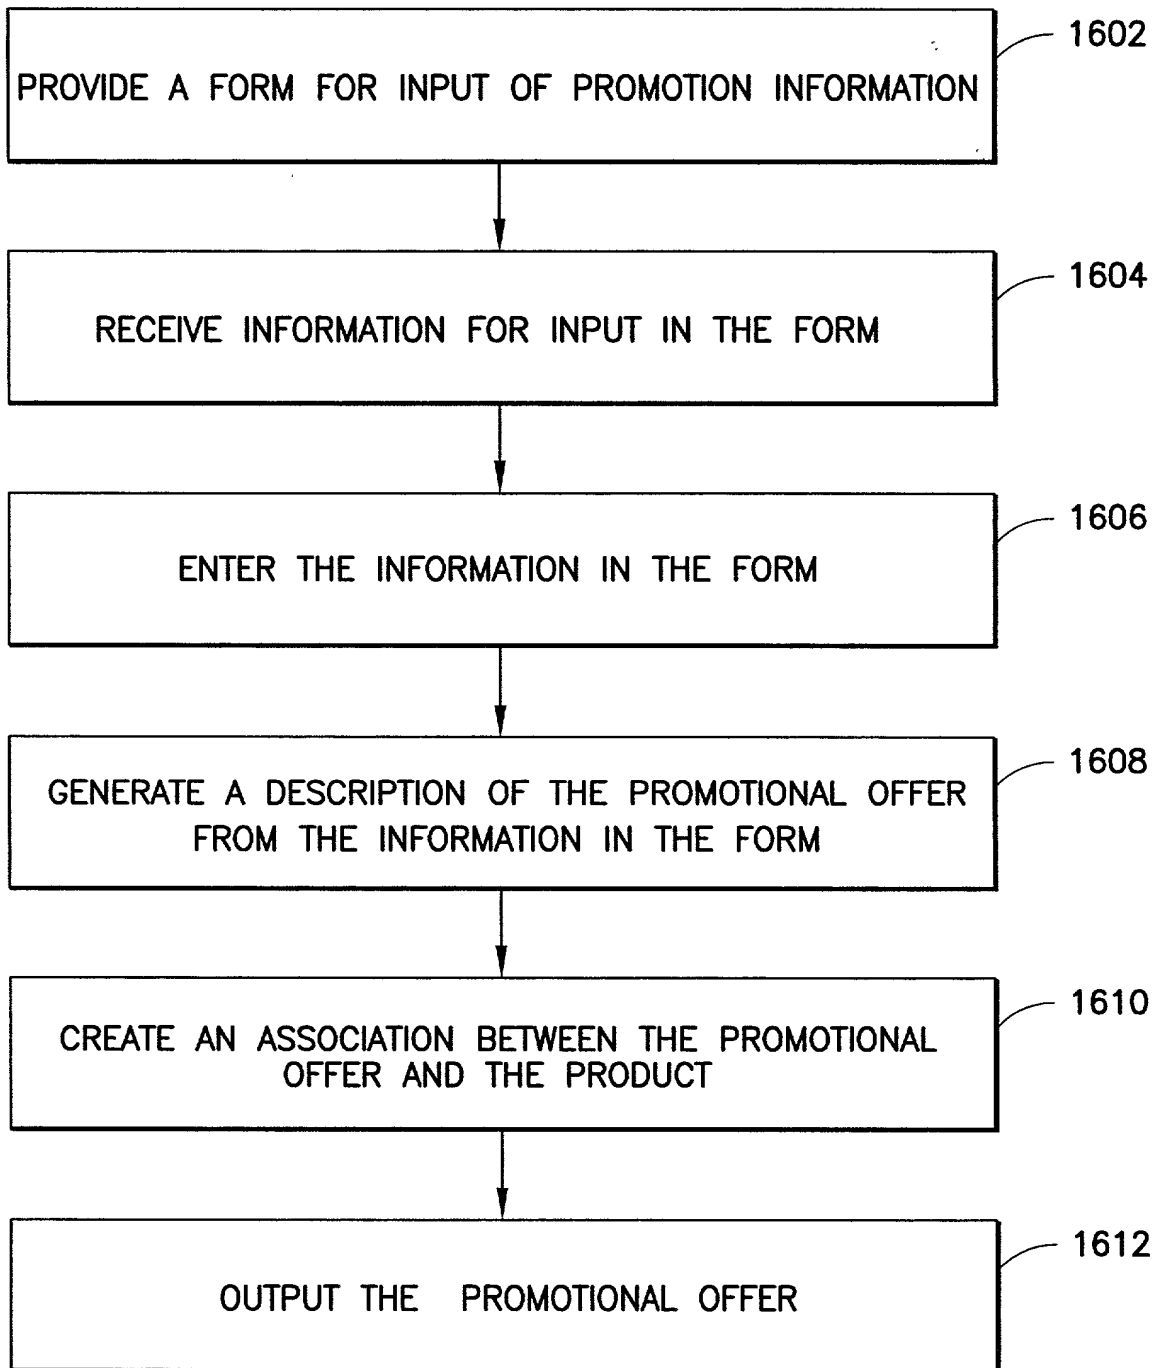 1602
PROVIDE A FORM FOR INPUT OF PROMOTION INFORMATION
1604
RECEIVE INFORMATION FOR INPUT IN THE FORM
1606
ENTER THE INFORMATION IN THE FORM
1608
GENERATE A DESCRIPTION OF THE PROMOTIONAL OFFER
FROM THE INFORMATION IN THE FORM
1610
CREATE AN ASSOCIATION BETWEEN THE PROMOTIONAL
OFFER AND THE PRODUCT
1612
OUTPUT THE PROMOTIONAL OFFER